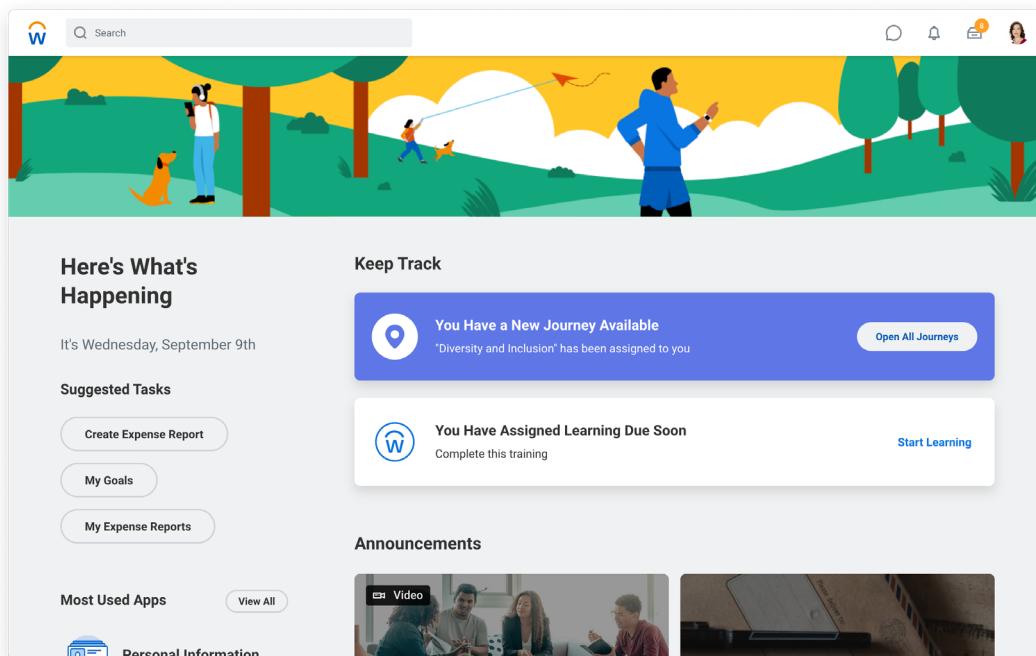 W
Search
8
Here's What's
Happening
It's Wednesday, September 9th
Suggested Tasks
Create Expense Report
My Goals
My Expense Reports
Most Used Apps
View All
Personal Information
Keep Track
You Have a New Journey Available
"Diversity and Inclusion" has been assigned to you
Open All Journeys
W
You Have Assigned Learning Due Soon
Complete this training
Start Learning
Announcements
Video